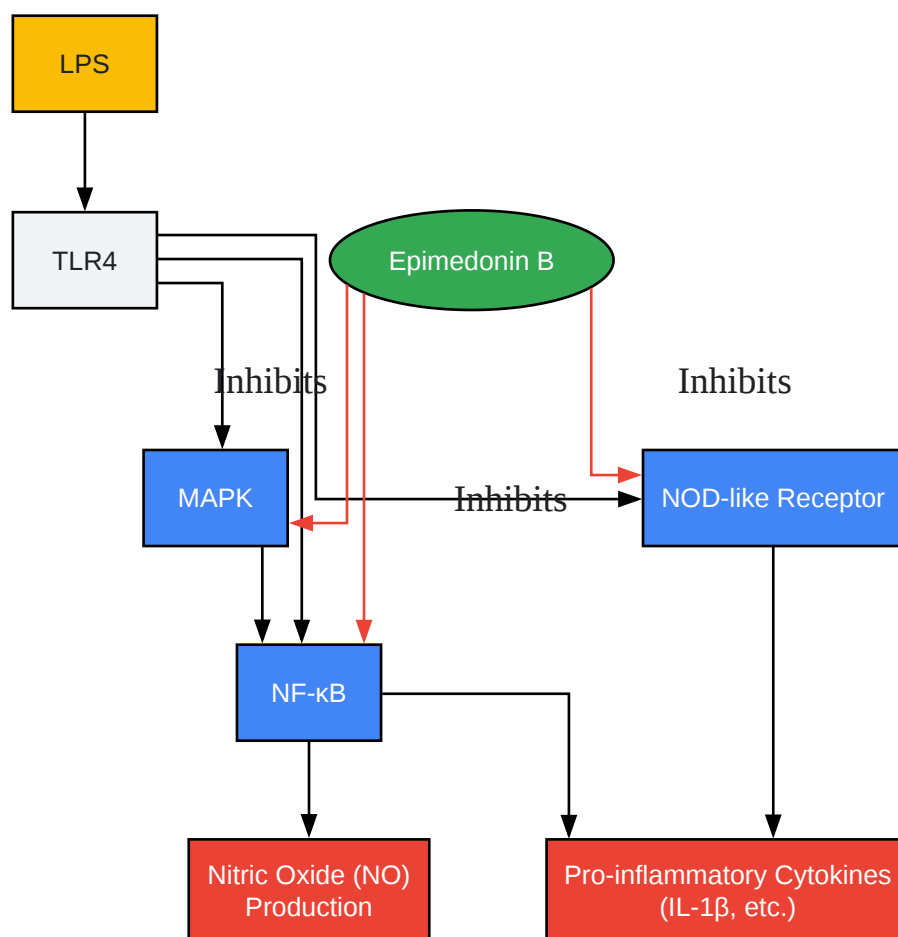 LPS
TLR4
Epimedonin B
Inhibits
Inhibits
MAPK
Inhibits
NOD-like Receptor
NF-κB
Nitric Oxide (NO)
Production
Pro-inflammatory Cytokines
(IL-1β, etc.)